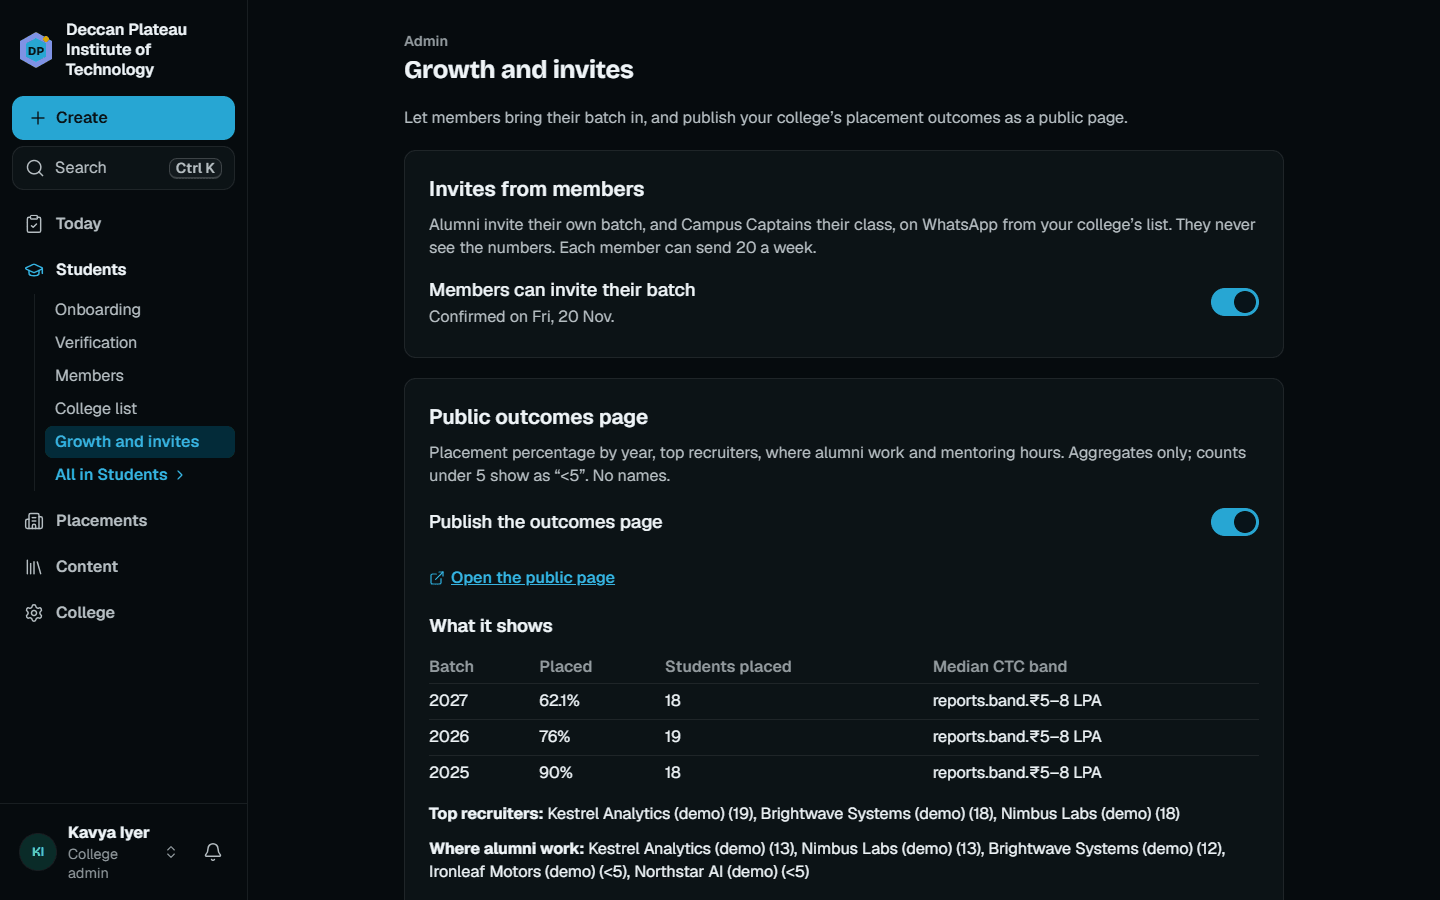 DP
Deccan Plateau
Institute of
Technology
Create
Search
Ctrl K
Today
Students
Onboarding
Verification
Members
College list
Growth and invites
All in Students
Placements
Content
College
KI
Kavya Iyer
College
admin
Admin
Growth and invites
Let members bring their batch in, and publish your college’s placement outcomes as a public page.
Invites from members
Alumni invite their own batch, and Campus Captains their class, on WhatsApp from your college’s list. They never
see the numbers. Each member can send 20 a week.
Members can invite their batch
Confirmed on Fri, 20 Nov.
Public outcomes page
Placement percentage by year, top recruiters, where alumni work and mentoring hours. Aggregates only; counts
under 5 show as “<5”. No names.
Publish the outcomes page
Open the public page
What it shows
Batch Placed Students placed Median CTC band
2027 62.1% 18 reports.band.₹5–8 LPA
2026 76% 19 reports.band.₹5–8 LPA
2025 90% 18 reports.band.₹5–8 LPA
Top recruiters: Kestrel Analytics (demo) (19), Brightwave Systems (demo) (18), Nimbus Labs (demo) (18)
Where alumni work: Kestrel Analytics (demo) (13), Nimbus Labs (demo) (13), Brightwave Systems (demo) (12),
Ironleaf Motors (demo) (<5), Northstar AI (demo) (<5)